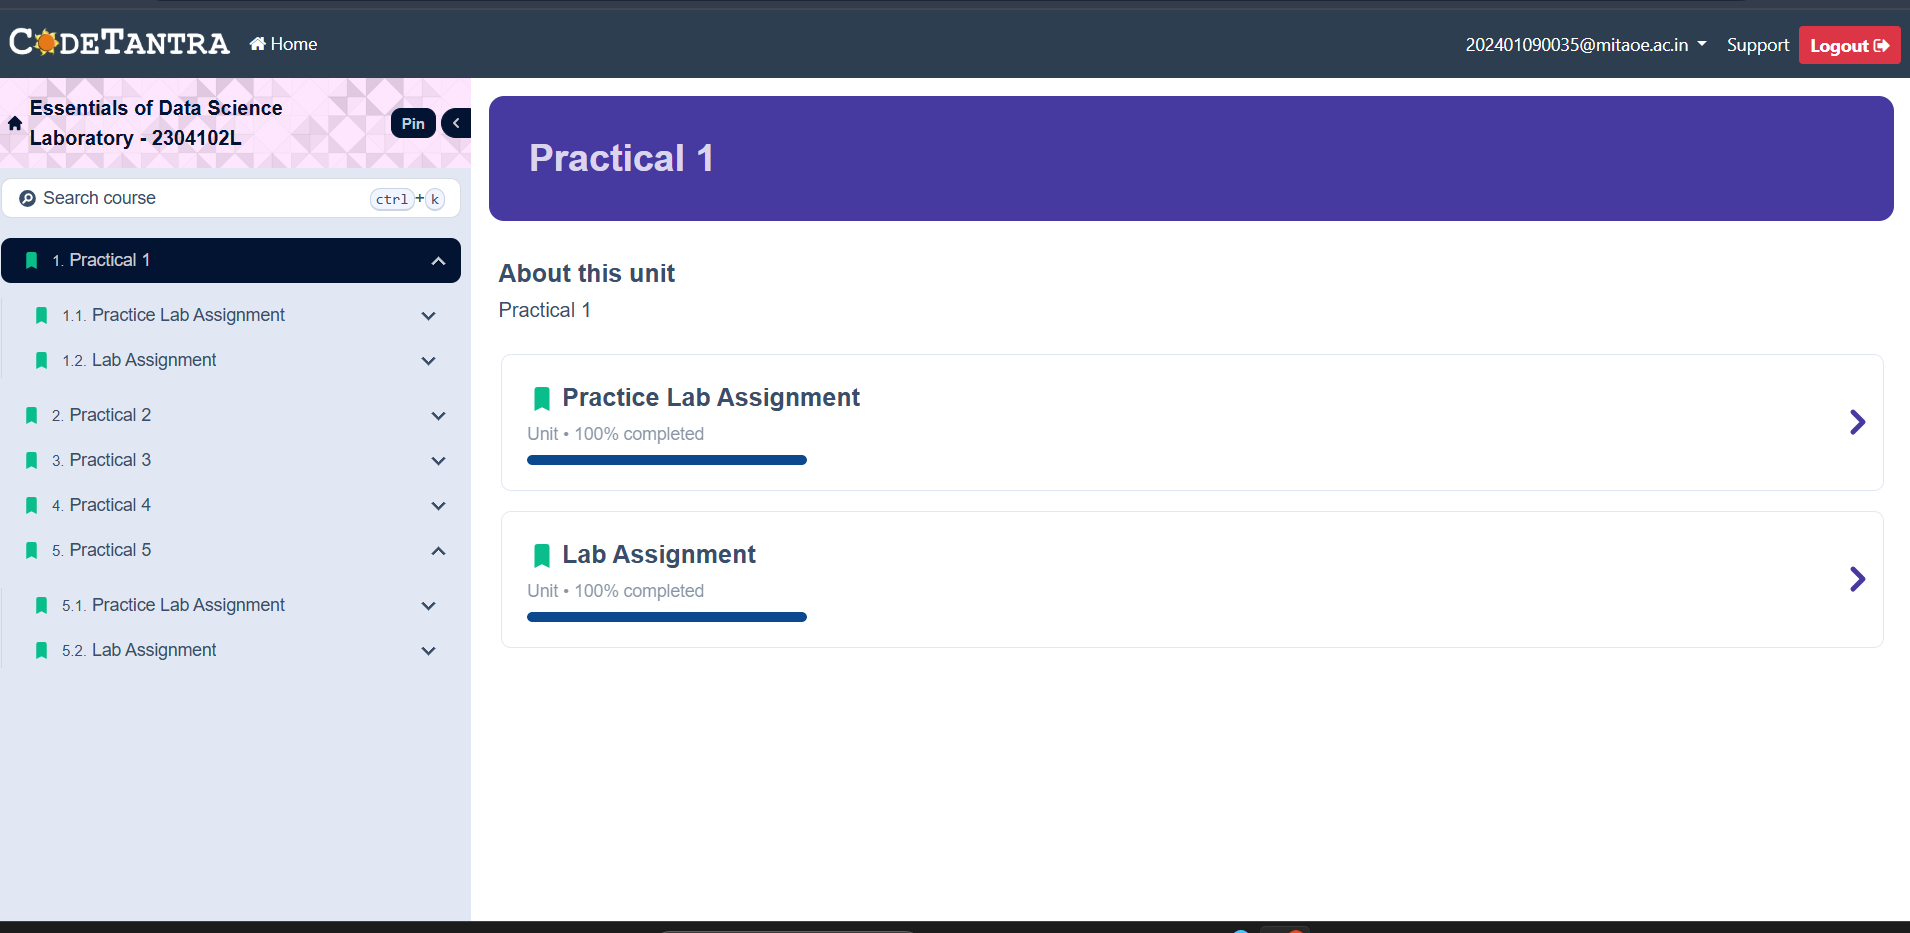 CODETANTRA
Home
202401090035@mitaoe.ac.in
Support
Logout
Essentials of Data Science
Laboratory - 2304102L
Pin
Search course
ctrl + k
1. Practical 1
1.1. Practice Lab Assignment
1.2. Lab Assignment
2. Practical 2
3. Practical 3
4. Practical 4
5. Practical 5
5.1. Practice Lab Assignment
5.2. Lab Assignment
Practical 1
About this unit
Practical 1
Practice Lab Assignment
Unit • 100% completed
Lab Assignment
Unit • 100% completed